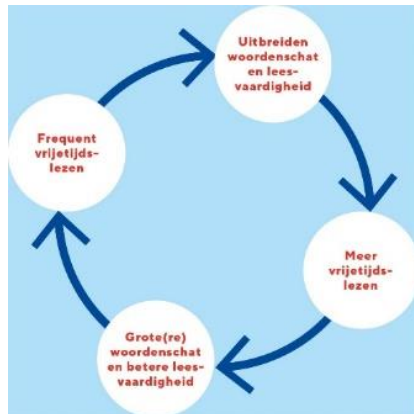 Uitbreiden
woordenschat
en lees-
vaardigheid
Frequent
vrijetijds-
lezen
Meer
vrijetijds-
lezen
Grote(re)
woordenschat
en betere lees-
vaardigheid